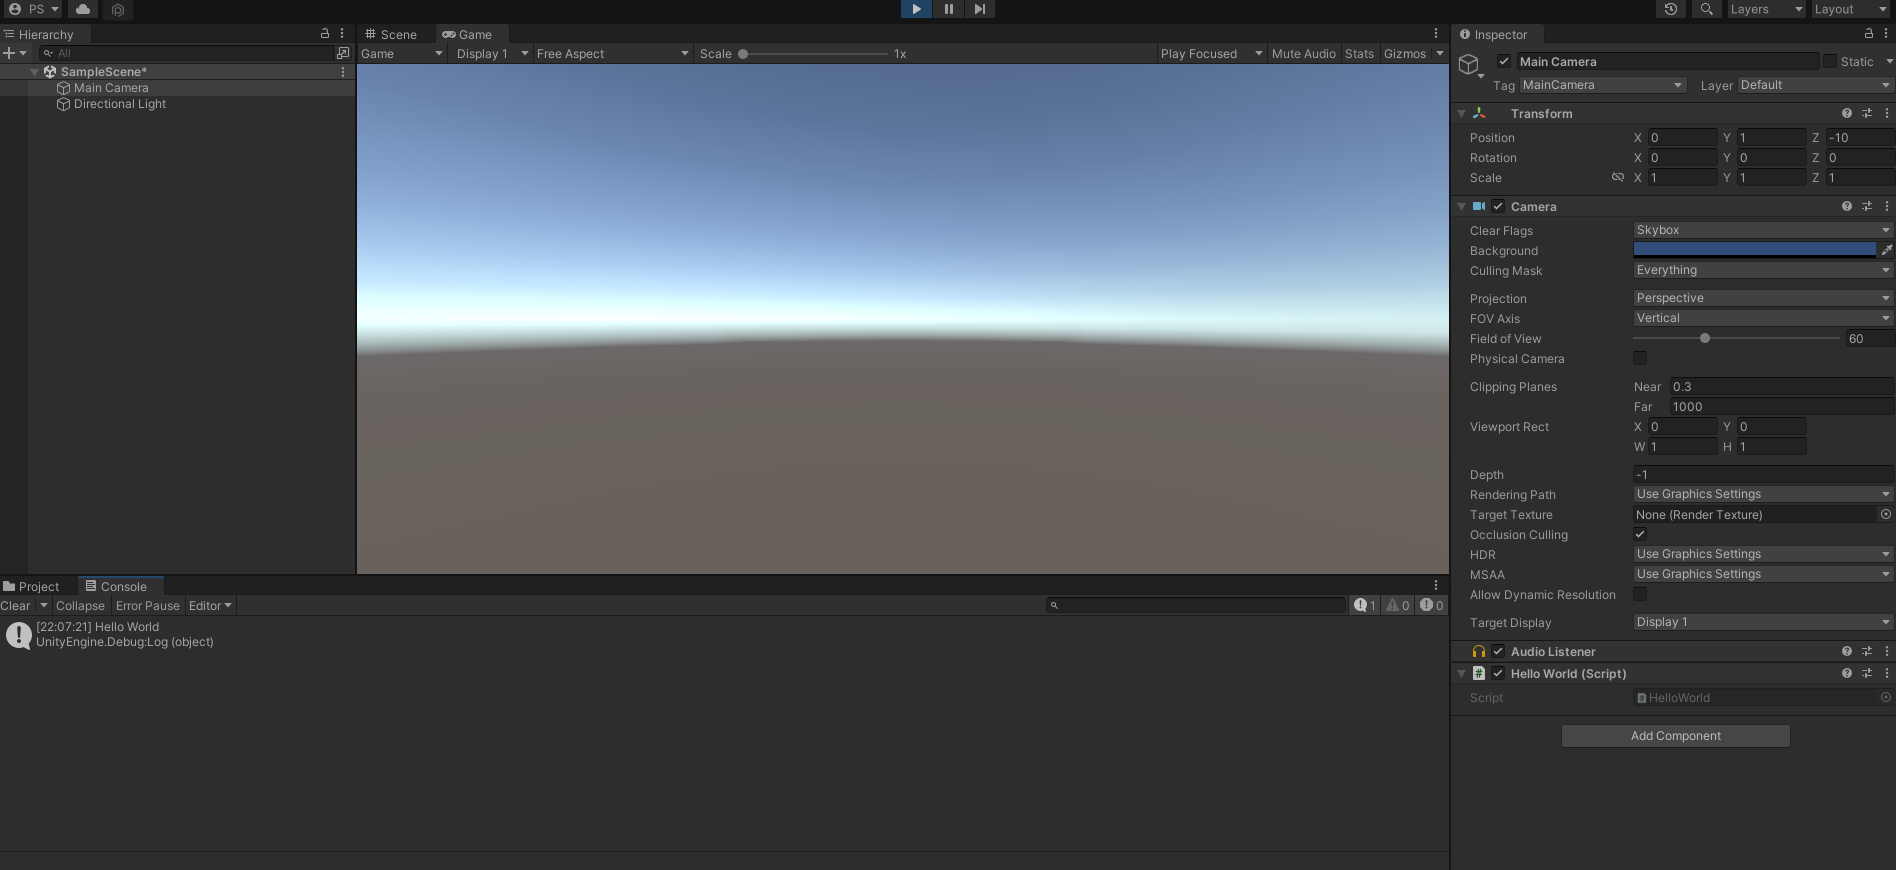 PS
Layers
Layout
Hierarchy
All
SampleScene*
Main Camera
Directional Light
Scene
Game
Game
Display 1
Free Aspect
Scale
1x
Play Focused
Mute Audio
Stats
Gizmos
Project
Console
Clear
Collapse
Error Pause
Editor
1
0
0
[22:07:21] Hello World
UnityEngine.Debug:Log (object)
Inspector
Main Camera
Static
Tag MainCamera
Layer Default
Transform
Position X 0 Y 1 Z -10
Rotation X 0 Y 0 Z 0
Scale X 1 Y 1 Z 1
Camera
Clear Flags Skybox
Background
Culling Mask Everything
Projection Perspective
FOV Axis Vertical
Field of View 60
Physical Camera
Clipping Planes Near 0.3
Far 1000
Viewport Rect X 0 Y 0
W 1 H 1
Depth -1
Rendering Path Use Graphics Settings
Target Texture None (Render Texture)
Occlusion Culling
HDR Use Graphics Settings
MSAA Use Graphics Settings
Allow Dynamic Resolution
Target Display Display 1
Audio Listener
# Hello World (Script)
Script HelloWorld
Add Component